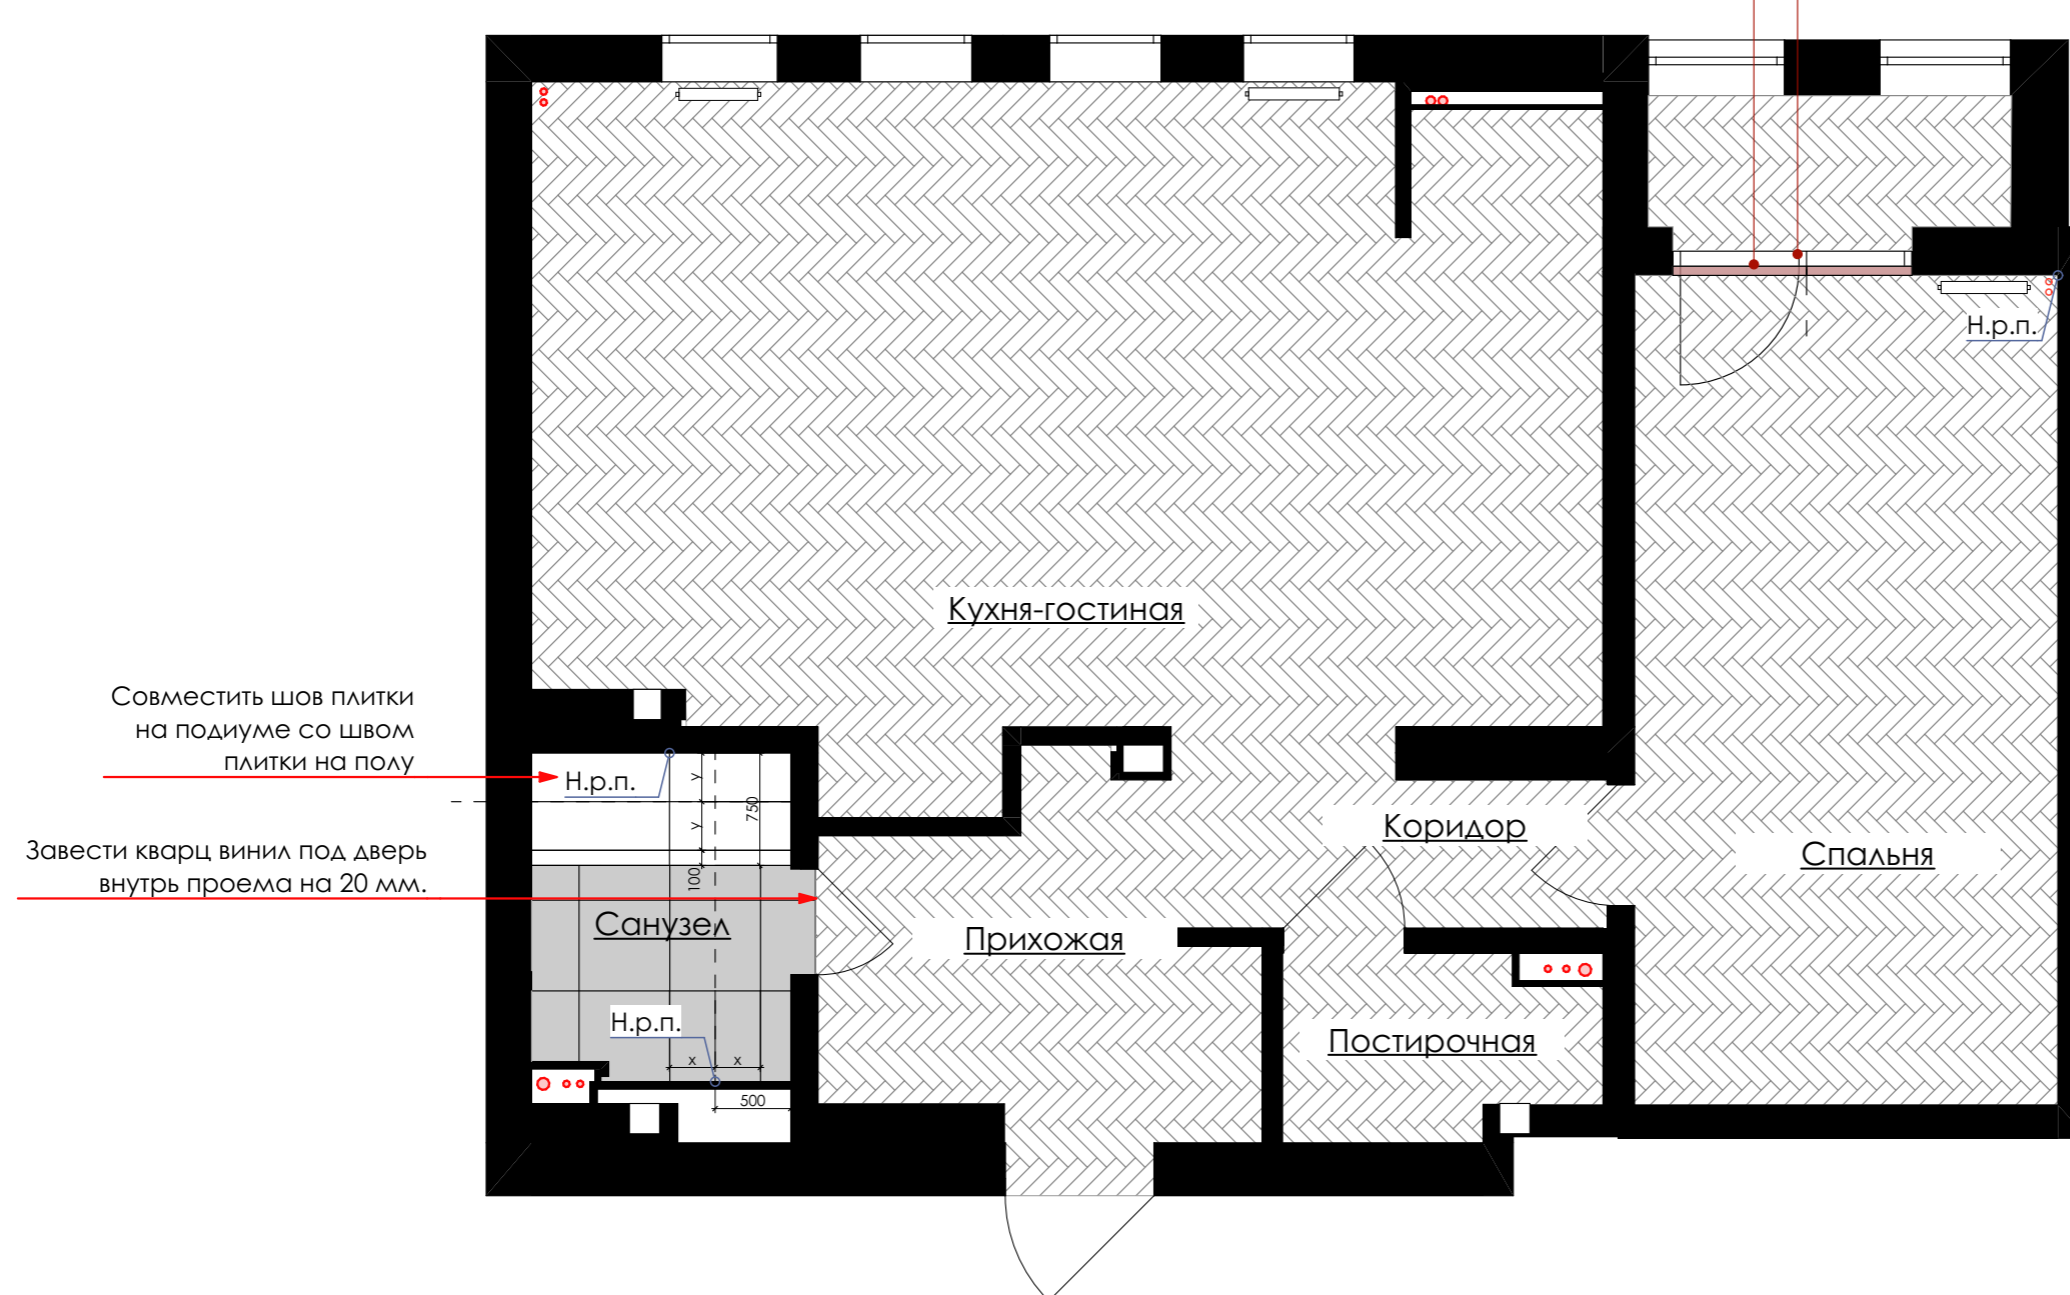 Н.р.п.
Кухня-гостиная
Совместить шов плитки
на подиуме со швом
плитки на полу
Н.р.п.
у
у
750
100
Завести кварц винил под дверь
внутрь проема на 20 мм.
Коридор
Спальня
Санузел
Прихожая
Н.р.п.
Постирочная
х
х
500